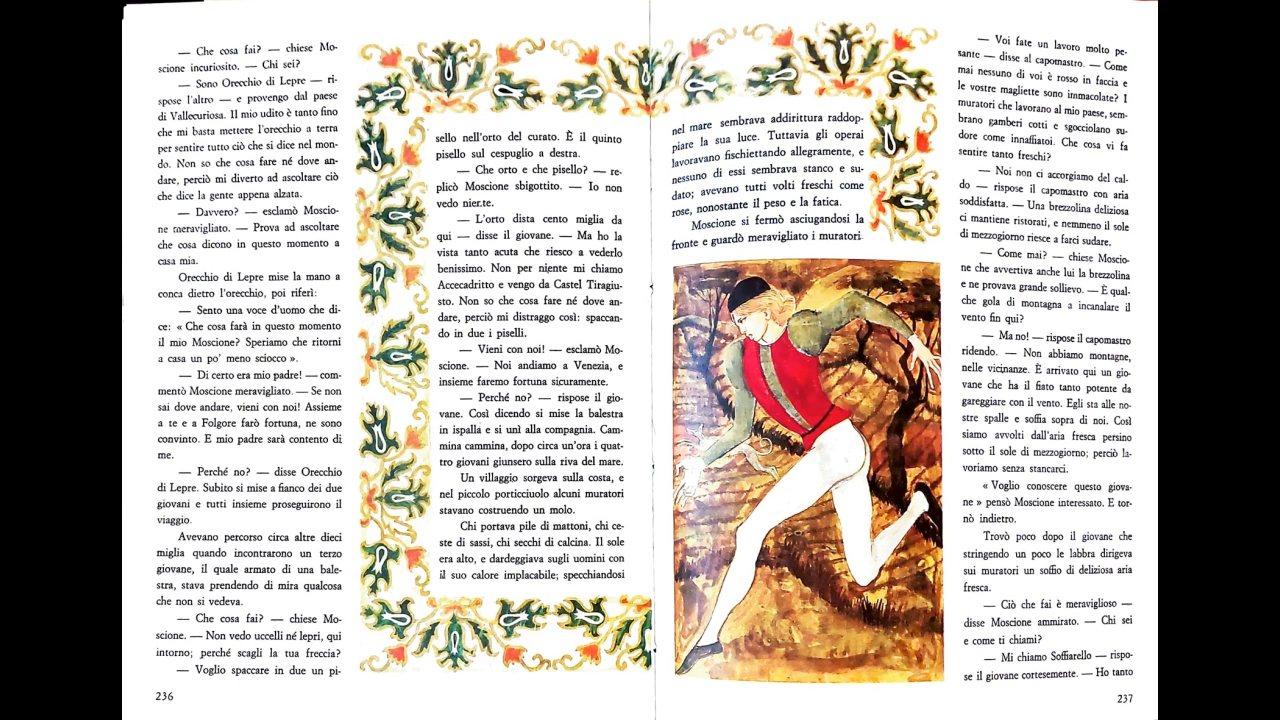 — Che cosa fai? — chiese Mo-
scione incuriosito. — Chi sei?
— Sono Orecchio di Lepre — ri-
spose l'altro — e provengo dal paese
di Vallecuriosa. Il mio udito è tanto fino
che mi basta mettere l'orecchio a terra
per sentire tutto ciò che si dice nel mon-
do. Non so che cosa fare né dove an-
dare, perciò mi diverto ad ascoltare ciò
che dice la gente appena alzata.
— Davvero? — esclamò Moscio-
ne meravigliato. — Prova ad ascoltare
che cosa dicono in questo momento a
casa mia.
Orecchio di Lepre mise la mano a
conca dietro l'orecchio, poi riferì:
— Sento una voce d'uomo che di-
ce: « Che cosa farà in questo momento
il mio Moscione? Speriamo che ritorni
a casa un po' meno sciocco ».
— Di certo era mio padre! — com-
mentò Moscione meravigliato. — Se non
sai dove andare, vieni con noi! Assieme
a te e a Folgore farò fortuna, ne sono
convinto. E mio padre sarà contento di
me.
— Perché no? — disse Orecchio
di Lepre. Subito si mise a fianco dei due
giovani e tutti insieme proseguirono il
viaggio.
Avevano percorso circa altre dieci
miglia quando incontrarono un terzo
giovane, il quale armato di una bale-
stra, stava prendendo di mira qualcosa
che non si vedeva.
— Che cosa fai? — chiese Mo-
scione. — Non vedo uccelli né lepri, qui
intorno; perché scagli la tua freccia?
— Voglio spaccare in due un pi-
236
sello nell'orto del curato. È il quinto
pisello sul cespuglio a destra.
— Che orto e che pisello? — re-
plicò Moscione sbigottito. — Io non
vedo niente.
— L'orto dista cento miglia da
qui — disse il giovane. — Ma ho la
vista tanto acuta che riesco a vederlo
benissimo. Non per niente mi chiamo
Accecadritto e vengo da Castel Tiragiu-
sto. Non so che cosa fare né dove an-
dare, perciò mi distraggo così: spaccan-
do in due i piselli.
— Vieni con noi! — esclamò Mo-
scione. — Noi andiamo a Venezia, e
insieme faremo fortuna sicuramente.
— Perché no? — rispose il gio-
vane. Così dicendo si mise la balestra
in ispalla e si unì alla compagnia. Cam-
mina cammina, dopo circa un'ora i quat-
tro giovani giunsero sulla riva del mare.
Un villaggio sorgeva sulla costa, e
nel piccolo porticciuolo alcuni muratori
stavano costruendo un molo.
Chi portava pile di mattoni, chi ce-
ste di sassi, chi secchi di calcina. Il sole
era alto, e dardeggiava sugli uomini con
il suo calore implacabile; specchiandosi
nel mare sembrava addirittura raddop-
piare la sua luce. Tuttavia gli operai
lavoravano fischiettando allegramente, e
nessuno di essi sembrava stanco e su-
dato; avevano tutti volti freschi come
rose, nonostante il peso e la fatica.
Moscione si fermò asciugandosi la
fronte e guardò meravigliato i muratori.
— Voi fate un lavoro molto pe-
sante — disse al capomastro. — Come
mai nessuno di voi è rosso in faccia e
le vostre magliette sono immacolate? I
muratori che lavorano al mio paese, sem-
brano gamberi cotti e sgocciolano su-
dore come innaffiatoi. Che cosa vi fa
sentire tanto freschi?
— Noi non ci accorgiamo del cal-
do — rispose il capomastro con aria
soddisfatta. — Una brezzolina deliziosa
ci mantiene ristorati, e nemmeno il sole
di mezzogiorno riesce a farci sudare.
— Come mai? — chiese Moscio-
ne che avvertiva anche lui la brezzolina
e ne provava grande sollievo. — È qual-
che gola di montagna a incanalare il
vento fin qui?
— Ma no! — rispose il capomastro
ridendo. — Non abbiamo montagne,
nelle vicinanze. È arrivato qui un gio-
vane che ha il fiato tanto potente da
gareggiare con il vento. Egli sta alle no-
stre spalle e soffia sopra di noi. Così
siamo avvolti dall'aria fresca persino
sotto il sole di mezzogiorno; perciò la-
voriamo senza stancarci.
« Voglio conoscere questo giova-
ne » pensò Moscione interessato. E tor-
nò indietro.
Trovò poco dopo il giovane che
stringendo un poco le labbra dirigeva
sui muratori un soffio di deliziosa aria
fresca.
— Ciò che fai è meraviglioso —
disse Moscione ammirato. — Chi sei
e come ti chiami?
— Mi chiamo Soffiarello — rispo-
se il giovane cortesemente. — Ho tanto
237